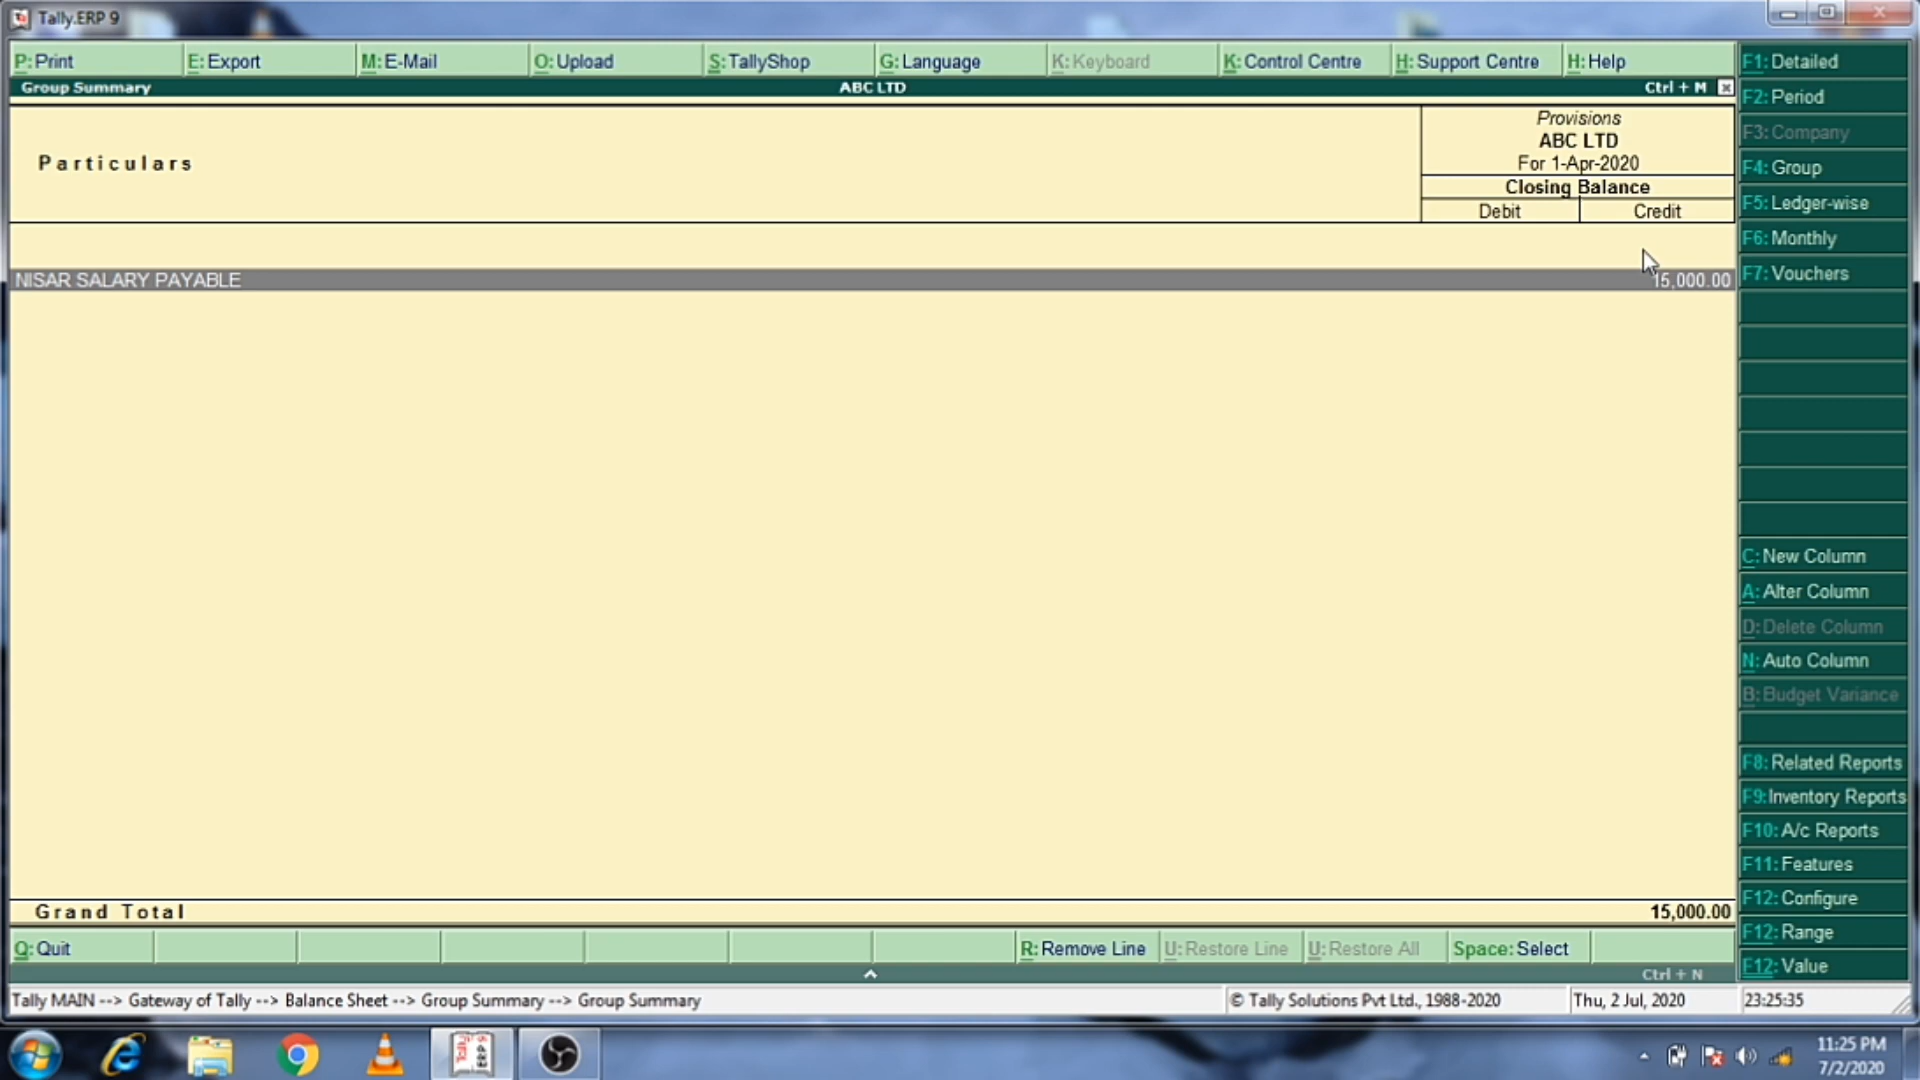 Tally.ERP 9
P: Print E: Export M: E-Mail O: Upload S: TallyShop G: Language K: Keyboard K: Control Centre H: Support Centre H: Help
Group Summary ABC LTD Ctrl + M
Particulars
Provisions
ABC LTD
For 1-Apr-2020
Closing Balance
Debit Credit
NISAR SALARY PAYABLE 15,000.00
Grand Total 15,000.00
Q: Quit R: Remove Line U: Restore Line U: Restore All Space: Select
Ctrl + N
Tally MAIN --> Gateway of Tally --> Balance Sheet --> Group Summary --> Group Summary © Tally Solutions Pvt Ltd., 1988-2020 Thu, 2 Jul, 2020 23:25:35
F1: Detailed
F2: Period
F3: Company
F4: Group
F5: Ledger-wise
F6: Monthly
F7: Vouchers
C: New Column
A: Alter Column
D: Delete Column
N: Auto Column
B: Budget Variance
F8: Related Reports
F9: Inventory Reports
F10: A/c Reports
F11: Features
F12: Configure
F12: Range
F12: Value
Tally ERP 9
11:25 PM
7/2/2020